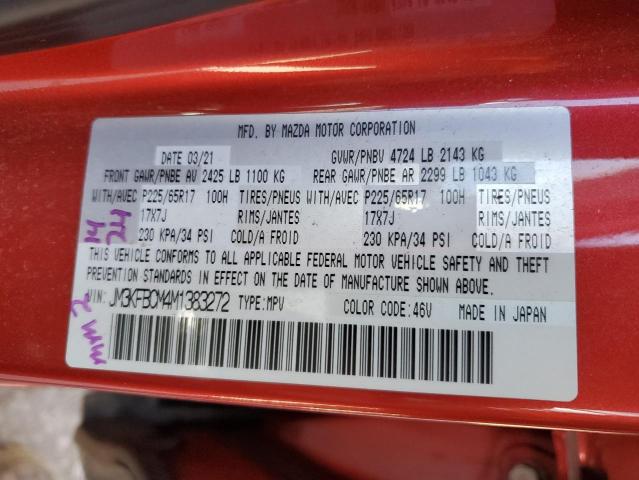 MFD. BY MAZDA MOTOR CORPORATION
DATE 03/21 GVWR/PNBV 4724 LB 2143 KG
FRONT GAWR/PNBE AV 2425 LB 1100 KG REAR GAWR/PNBE AR 2299 LB 1043 KG
WITH/AVEC P225/65R17 100H TIRES/PNEUS WITH/AVEC P225/65R17 100H TIRES/PNEUS
17X7J RIMS/JANTES 17X7J RIMS/JANTES
230 KPA/34 PSI COLD/A FROID 230 KPA/34 PSI COLD/A FROID
THIS VEHICLE CONFORMS TO ALL APPLICABLE FEDERAL MOTOR VEHICLE SAFETY AND THEFT
PREVENTION STANDARDS IN EFFECT ON THE DATE OF MANUFACTURE SHOWN ABOVE.
VIN: JM3KFBCM4M1383272 TYPE:MPV COLOR CODE:46V MADE IN JAPAN
14
24